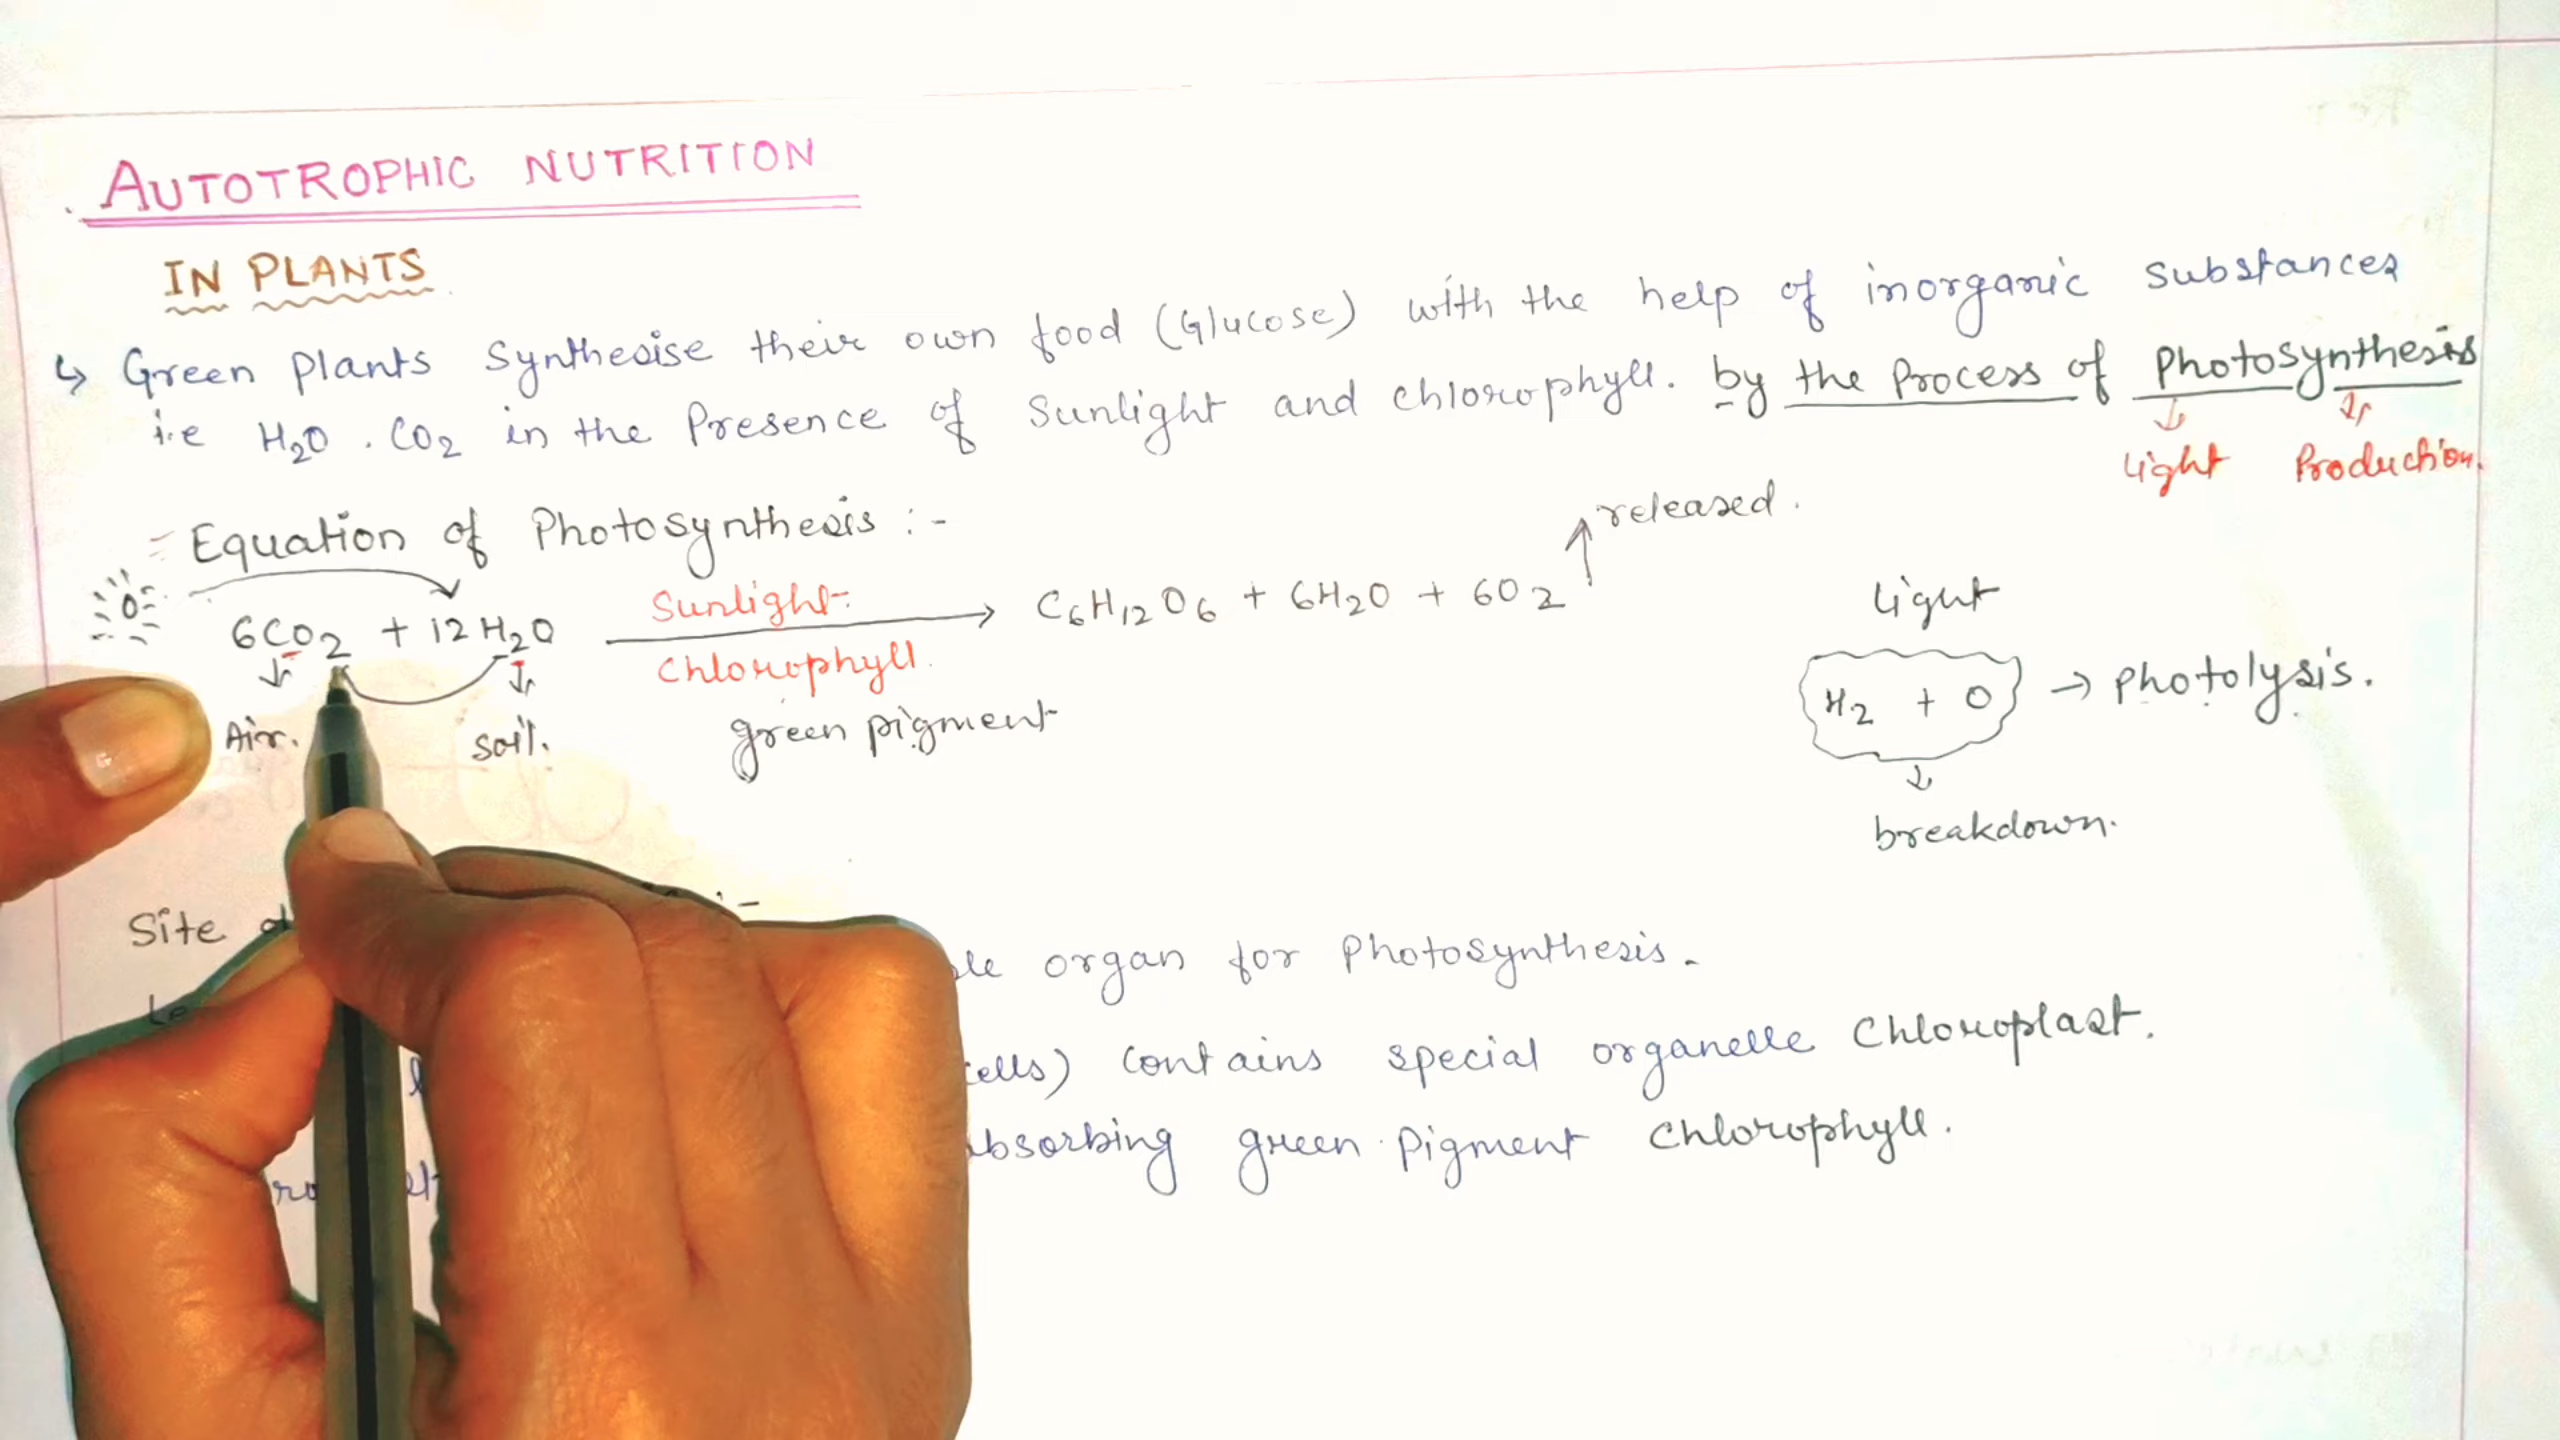 AUTOTROPHIC NUTRITION
IN PLANTS
↳ Green plants synthesise their own food (Glucose) with the help of inorganic substances
i.e H₂O . CO₂ in the Presence of Sunlight and chlorophyll. by the Process of Photosynthesis
light Production.
Equation of Photosynthesis :-
released.
6CO₂ + 12H₂O Sunlight → C₆H₁₂O₆ + 6H₂O + 6O₂ ↑
Chlorophyll.
green pigment
Air. soil.
light
H₂ + O → Photolysis.
breakdown.
Site
organ for Photosynthesis.
contains special organelle Chloroplast.
green Pigment Chlorophyll.